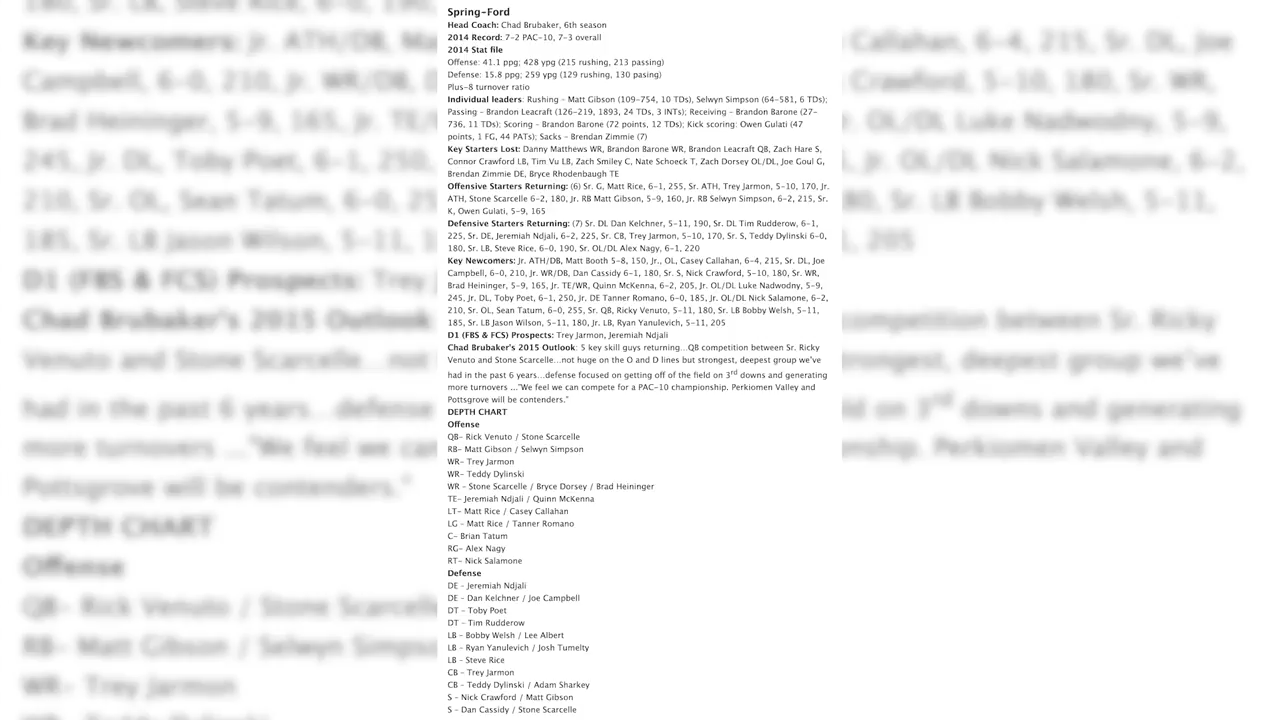 Spring-Ford
Head Coach: Chad Brubaker, 6th season
2014 Record: 7-2 PAC-10, 7-3 overall
2014 Stat file
Offense: 41.1 ppg; 428 ypg (215 rushing, 213 passing)
Defense: 15.8 ppg; 259 ypg (129 rushing, 130 pasing)
Plus-8 turnover ratio
Individual leaders: Rushing - Matt Gibson (109-754, 10 TDs), Selwyn Simpson (64-581, 6 TDs);
Passing - Brandon Leacraft (126-219, 1893, 24 TDs, 3 INTs); Receiving - Brandon Barone (27-
736, 11 TDs); Scoring - Brandon Barone (72 points, 12 TDs); Kick scoring: Owen Gulati (47
points, 1 FG, 44 PATs); Sacks - Brendan Zimmie (7)
Key Starters Lost: Danny Matthews WR, Brandon Barone WR, Brandon Leacraft QB, Zach Hare S,
Connor Crawford LB, Tim Vu LB, Zach Smiley C, Nate Schoeck T, Zach Dorsey OL/DL, Joe Goul G,
Brendan Zimmie DE, Bryce Rhodenbaugh TE
Offensive Starters Returning: (6) Sr. G, Matt Rice, 6-1, 255, Sr. ATH, Trey Jarmon, 5-10, 170, Jr.
ATH, Stone Scarcelle 6-2, 180, Jr. RB Matt Gibson, 5-9, 160, Jr. RB Selwyn Simpson, 6-2, 215, Sr.
K, Owen Gulati, 5-9, 165
Defensive Starters Returning: (7) Sr. DL Dan Kelchner, 5-11, 190, Sr. DL Tim Rudderow, 6-1,
225, Sr. DE, Jeremiah Ndjali, 6-2, 225, Sr. CB, Trey Jarmon, 5-10, 170, Sr. S, Teddy Dylinski 6-0,
180, Sr. LB, Steve Rice, 6-0, 190, Sr. OL/DL Alex Nagy, 6-1, 220
Key Newcomers: Jr. ATH/DB, Matt Booth 5-8, 150, Jr., OL, Casey Callahan, 6-4, 215, Sr. DL, Joe
Campbell, 6-0, 210, Jr. WR/DB, Dan Cassidy 6-1, 180, Sr. S, Nick Crawford, 5-10, 180, Sr. WR,
Brad Heininger, 5-9, 165, Jr. TE/WR, Quinn McKenna, 6-2, 205, Jr. OL/DL Luke Nadwodny, 5-9,
245, Jr. DL, Toby Poet, 6-1, 250, Jr. DE Tanner Romano, 6-0, 185, Jr. OL/DL Nick Salamone, 6-2,
210, Sr. OL, Sean Tatum, 6-0, 255, Sr. QB, Ricky Venuto, 5-11, 180, Sr. LB Bobby Welsh, 5-11,
185, Sr. LB Jason Wilson, 5-11, 180, Jr. LB, Ryan Yanulevich, 5-11, 205
D1 (FBS & FCS) Prospects: Trey Jarmon, Jeremiah Ndjali
Chad Brubaker's 2015 Outlook: 5 key skill guys returning...QB competition between Sr. Ricky
Venuto and Stone Scarcelle...not huge on the O and D lines but strongest, deepest group we've
had in the past 6 years...defense focused on getting off of the field on 3rd downs and generating
more turnovers ..."We feel we can compete for a PAC-10 championship. Perkiomen Valley and
Pottsgrove will be contenders."
DEPTH CHART
Offense
QB- Rick Venuto / Stone Scarcelle
RB- Matt Gibson / Selwyn Simpson
WR- Trey Jarmon
WR- Teddy Dylinski
WR - Stone Scarcelle / Bryce Dorsey / Brad Heininger
TE- Jeremiah Ndjali / Quinn McKenna
LT- Matt Rice / Casey Callahan
LG - Matt Rice / Tanner Romano
C- Brian Tatum
RG- Alex Nagy
RT- Nick Salamone
Defense
DE - Jeremiah Ndjali
DE - Dan Kelchner / Joe Campbell
DT - Toby Poet
DT - Tim Rudderow
LB - Bobby Welsh / Lee Albert
LB - Ryan Yanulevich / Josh Tumelty
LB - Steve Rice
CB - Trey Jarmon
CB - Teddy Dylinski / Adam Sharkey
S - Nick Crawford / Matt Gibson
S - Dan Cassidy / Stone Scarcelle